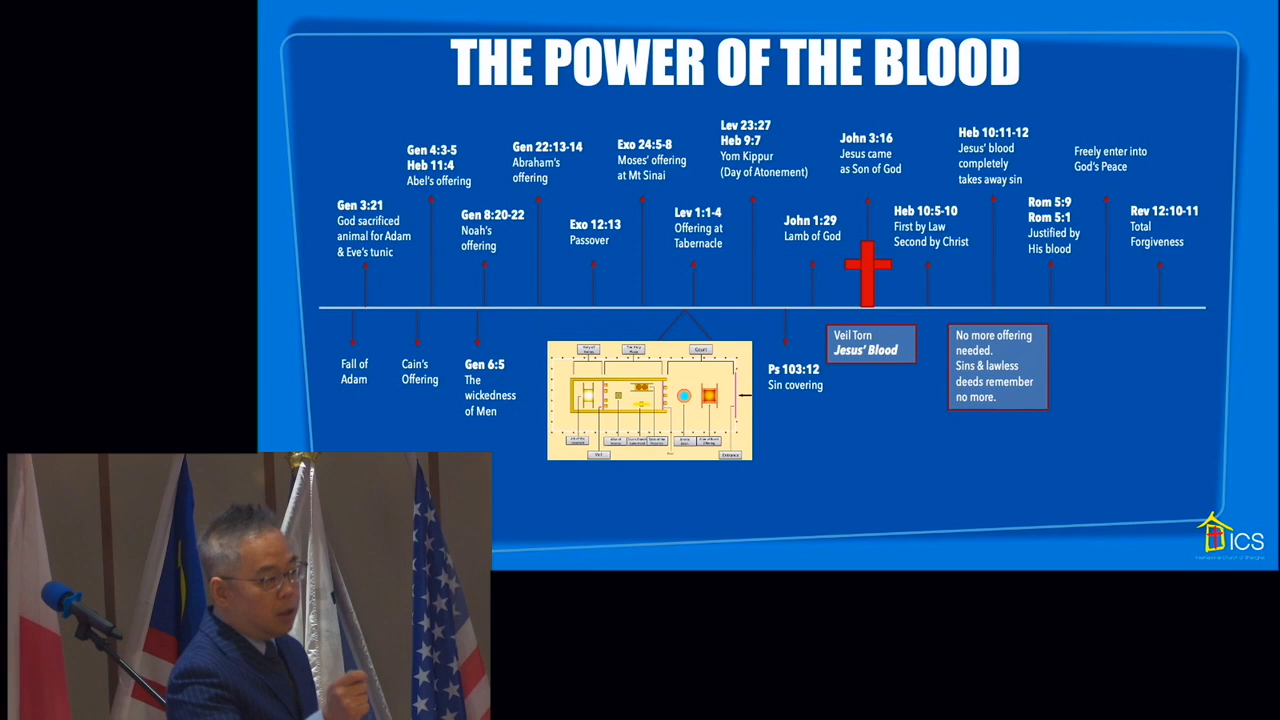 THE POWER OF THE BLOOD
Gen 3:21
God sacrificed
animal for Adam
& Eve's tunic
Gen 4:3-5
Heb 11:4
Abel's offering
Gen 8:20-22
Noah's
offering
Gen 22:13-14
Abraham's
offering
Exo 12:13
Passover
Exo 24:5-8
Moses' offering
at Mt Sinai
Lev 1:1-4
Offering at
Tabernacle
Lev 23:27
Heb 9:7
Yom Kippur
(Day of Atonement)
John 1:29
Lamb of God
John 3:16
Jesus came
as Son of God
Heb 10:5-10
First by Law
Second by Christ
Heb 10:11-12
Jesus' blood
completely
takes away sin
Rom 5:9
Rom 5:1
Justified by
His blood
Freely enter into
God's Peace
Rev 12:10-11
Total
Forgiveness
Fall of
Adam
Cain's
Offering
Gen 6:5
The
wickedness
of Men
Court
Veil
Entrance
Ps 103:12
Sin covering
Veil Torn
Jesus' Blood
No more offering
needed.
Sins & lawless
deeds remember
no more.
ICS